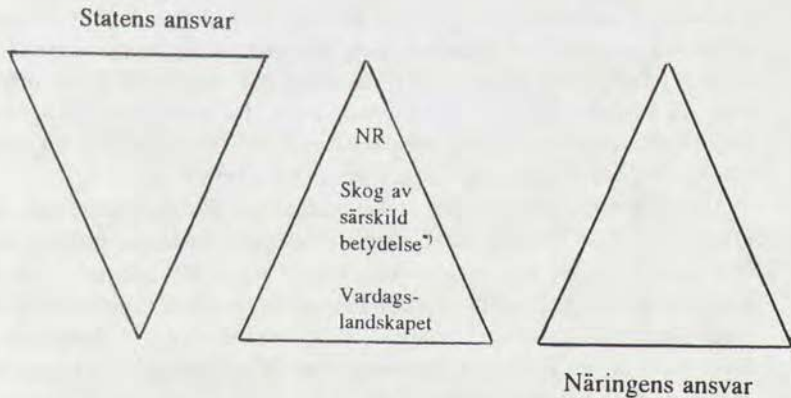 Statens ansvar
NR
Skog av
särskild
betydelse*)
Vardags-
landskapet
Näringens ansvar